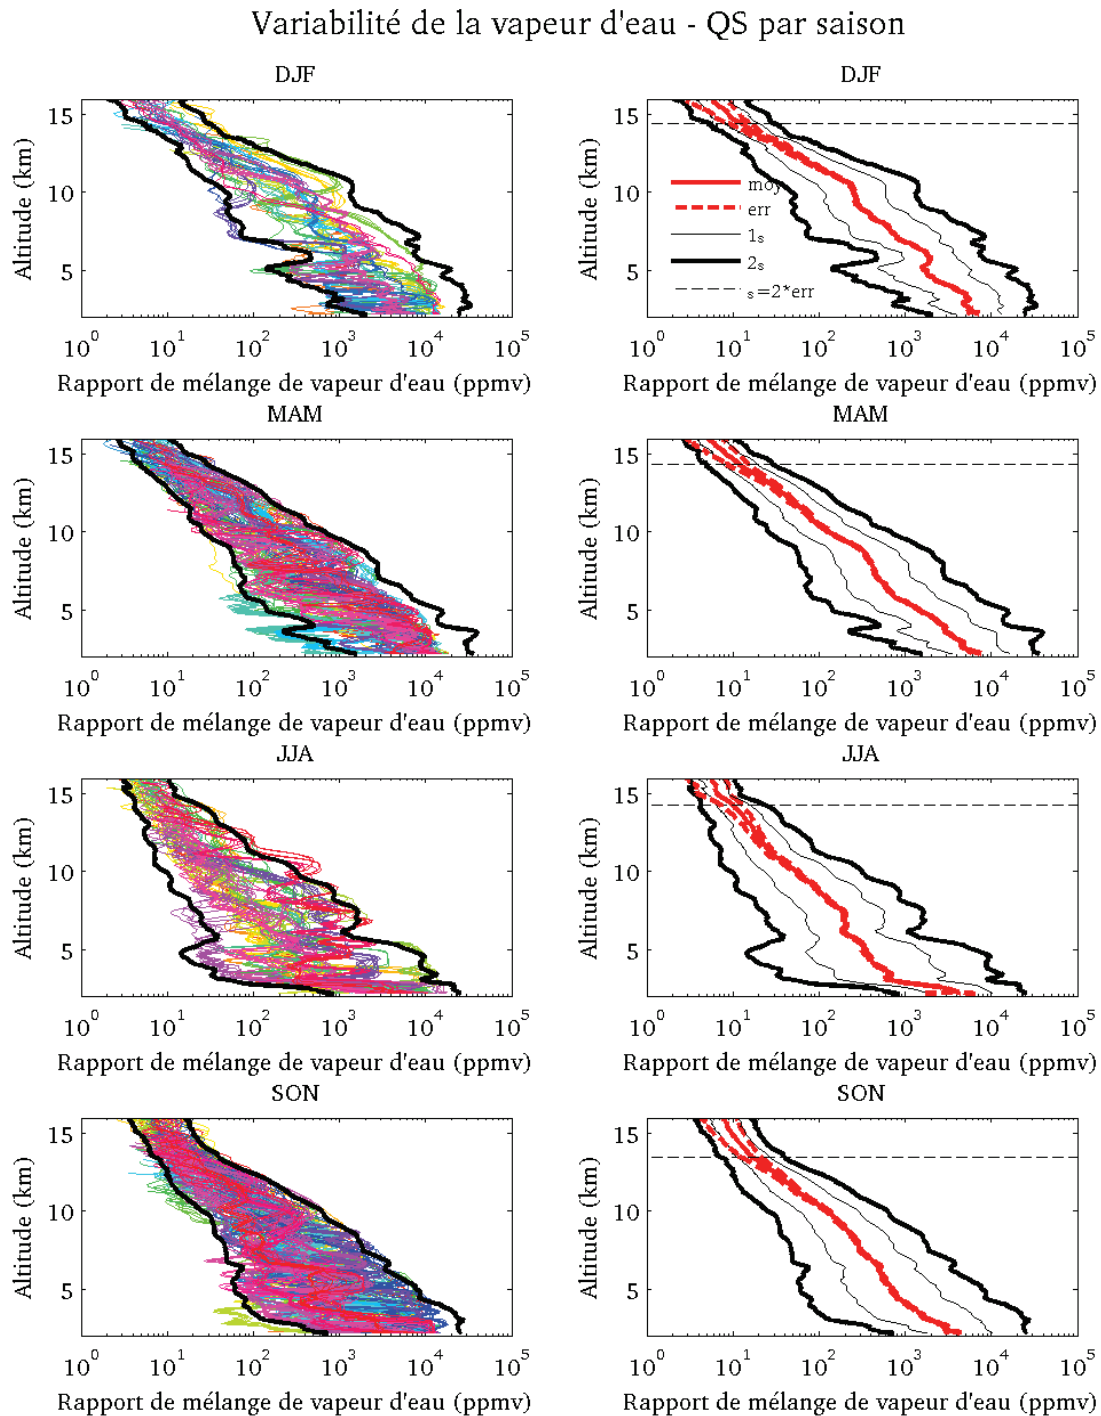 Variabilité de la vapeur d'eau - QS par saison
DJF
DJF
Altitude (km)
15
10
5
10^0 10^1 10^2 10^3 10^4 10^5
Rapport de mélange de vapeur d'eau (ppmv)
Altitude (km)
15
10
5
moy
err
1s
2s
s=2*err
10^0 10^1 10^2 10^3 10^4 10^5
Rapport de mélange de vapeur d'eau (ppmv)
MAM
MAM
Altitude (km)
15
10
5
10^0 10^1 10^2 10^3 10^4 10^5
Rapport de mélange de vapeur d'eau (ppmv)
Altitude (km)
15
10
5
10^0 10^1 10^2 10^3 10^4 10^5
Rapport de mélange de vapeur d'eau (ppmv)
JJA
JJA
Altitude (km)
15
10
5
10^0 10^1 10^2 10^3 10^4 10^5
Rapport de mélange de vapeur d'eau (ppmv)
Altitude (km)
15
10
5
10^0 10^1 10^2 10^3 10^4 10^5
Rapport de mélange de vapeur d'eau (ppmv)
SON
SON
Altitude (km)
15
10
5
10^0 10^1 10^2 10^3 10^4 10^5
Rapport de mélange de vapeur d'eau (ppmv)
Altitude (km)
15
10
5
10^0 10^1 10^2 10^3 10^4 10^5
Rapport de mélange de vapeur d'eau (ppmv)